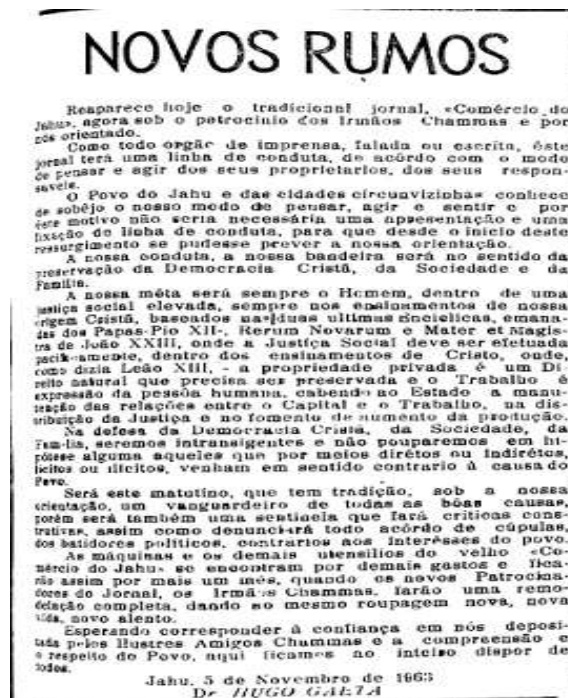 NOVOS RUMOS
Reaparece hoje o tradicional jornal, «Comércio do
Jahu», agora sob o patrocinio dos Irmãos Chammas e por
nós orientado.
Como todo orgão de imprensa, falada ou escrita, êste
jornal terá uma linha de conduta, de acôrdo com o modo
de pensar e agir dos seus proprietarios, dos seus respon-
saveis.
O Povo do Jahu e das cidades circunvizinhas conhece
de sobêjo o nosso modo de pensar, agir e sentir e por
êste motivo não seria necessária uma apresentação e uma
fixação de linha de conduta, para que desde o inicio deste
ressurgimento se pudesse prever a nossa orientação.
A nossa conduta, a nossa bandeira será no sentido da
preservação da Democracia Cristã, da Sociedade e da
Familia.
A nossa méta será sempre o Homem, dentro de uma
justiça social elevada, sempre nos ensinamentos de nossa
origem Cristã, baseados nas duas ultimas Enciclicas, emana-
das dos Papas-Pio XII-, Rerum Novarum e Mater et Magis-
tra de João XXIII, onde a Justiça Social deve ser efetuada
pacificamente, dentro dos ensinamentos de Cristo, onde,
como dizia Leão XIII, - a propriedade privada é um Di-
reito natural que precisa ser preservada e o Trabalho é
expressão da pessôa humana, cabendo ao Estado a manu-
tenção das relações entre o Capital e o Trabalho, na dis-
tribuição da Justiça e no fomento de aumento da produção.
Na defesa da Democracia Cristã, da Sociedade, da
Familia, seremos intransigentes e não pouparemos em hi-
pótese alguma aqueles que por meios dirétos ou indirétos,
licitos ou ilicitos, venham em sentido contrario à causa do
Povo.
Será este matutino, que tem tradição, sob a nossa
orientação, um vanguardeiro de todas as bôas causas,
porêm será também uma sentinela que fará criticas cons-
trutivas, assim como denunciará todo acôrdo de cúpulas,
dos batidores politicos, contrarios aos interêsses do povo.
As máquinas e os demais utensilios do velho «Co-
mércio do Jahu» se encontram por demais gastos e fica-
rão assim por mais um mês, quando os novos Patrocina-
dores do Jornal, os Irmãos Chammas, farão uma remo-
delação completa, dando ao mesmo roupagem nova, nova
vida, novo alento.
Esperando corresponder à confiança em nós deposi-
tada pelos Ilustres Amigos Chammas e a compreensão e
o respeito do Povo, aqui ficamos ao inteiro dispor de
todos.
Jahu, 5 de Novembro de 1963
Dr HUGO GAETA